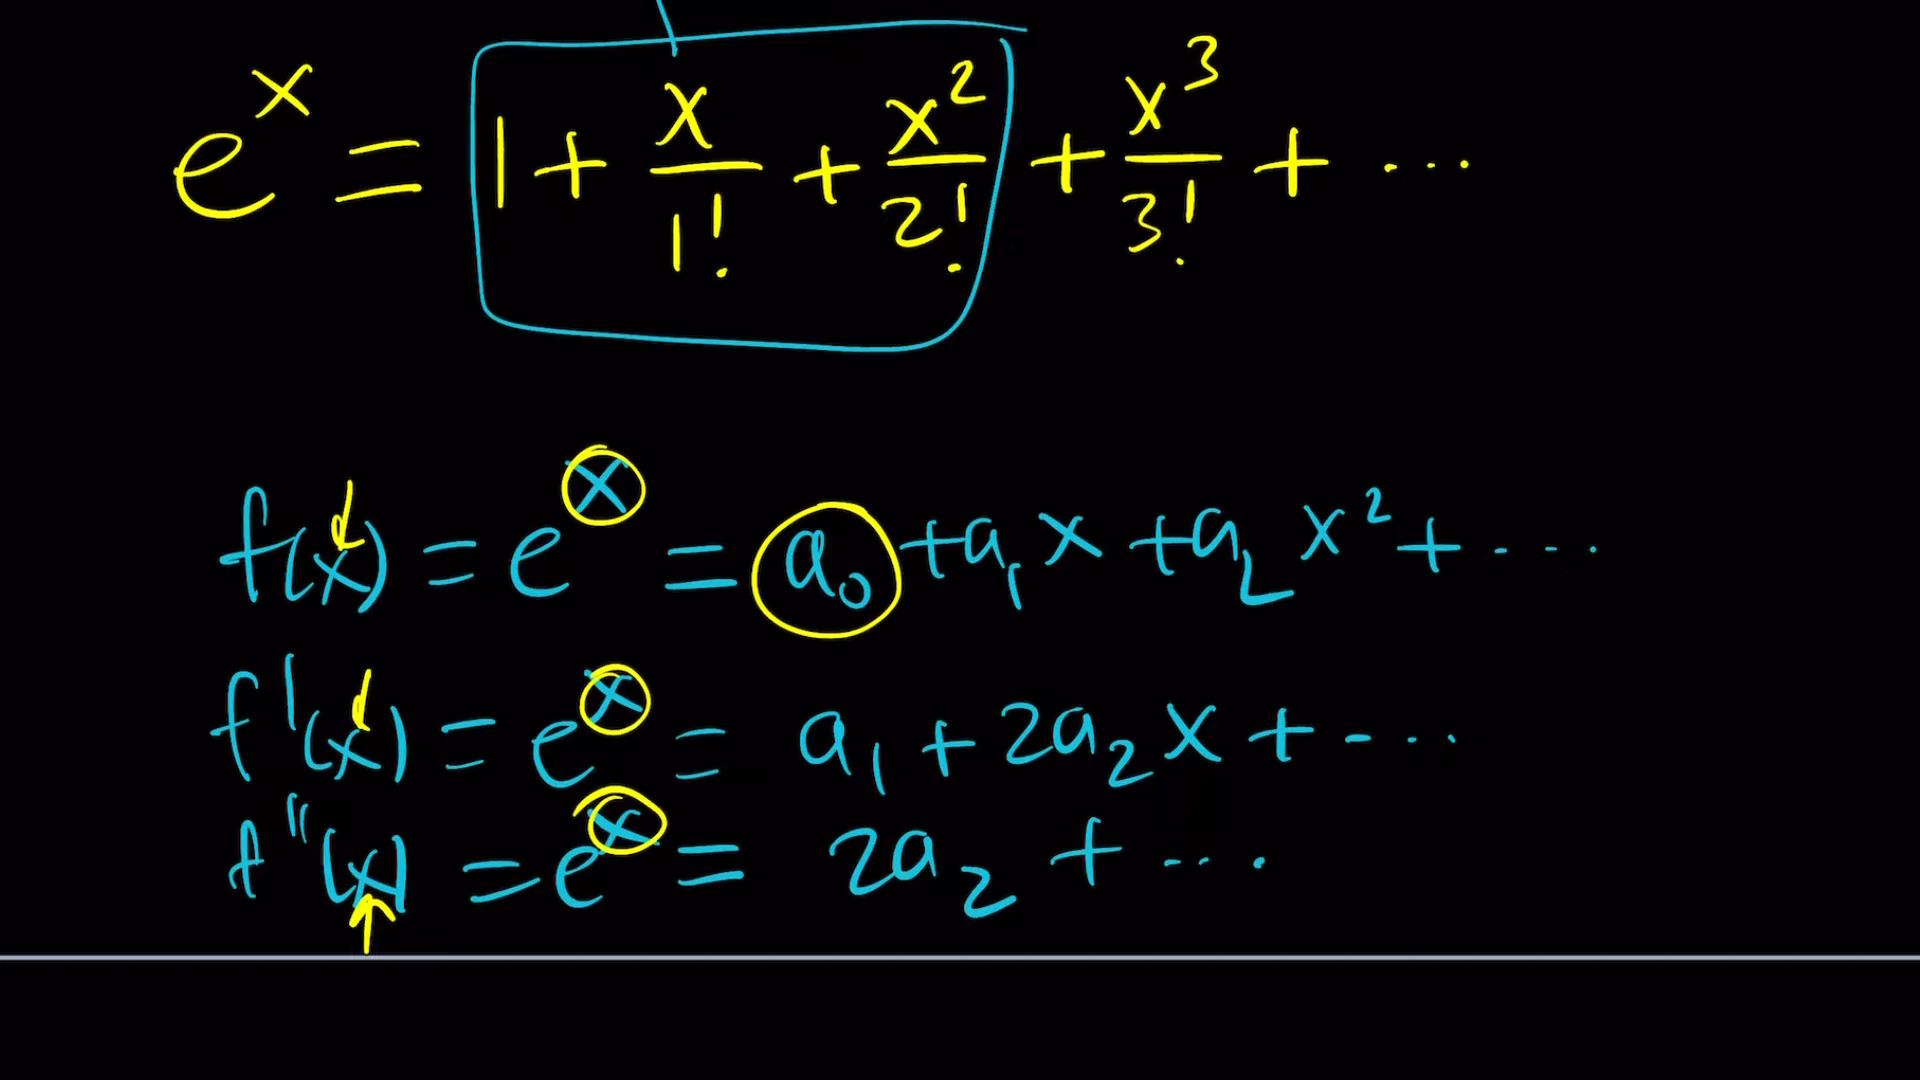 e^x = 1 + x/1! + x^2/2! + x^3/3! + ...
f(x) = e^x = a_0 + a_1 x + a_2 x^2 + ...
f'(x) = e^x = a_1 + 2a_2 x + ...
f''(x) = e^x = 2a_2 + ...